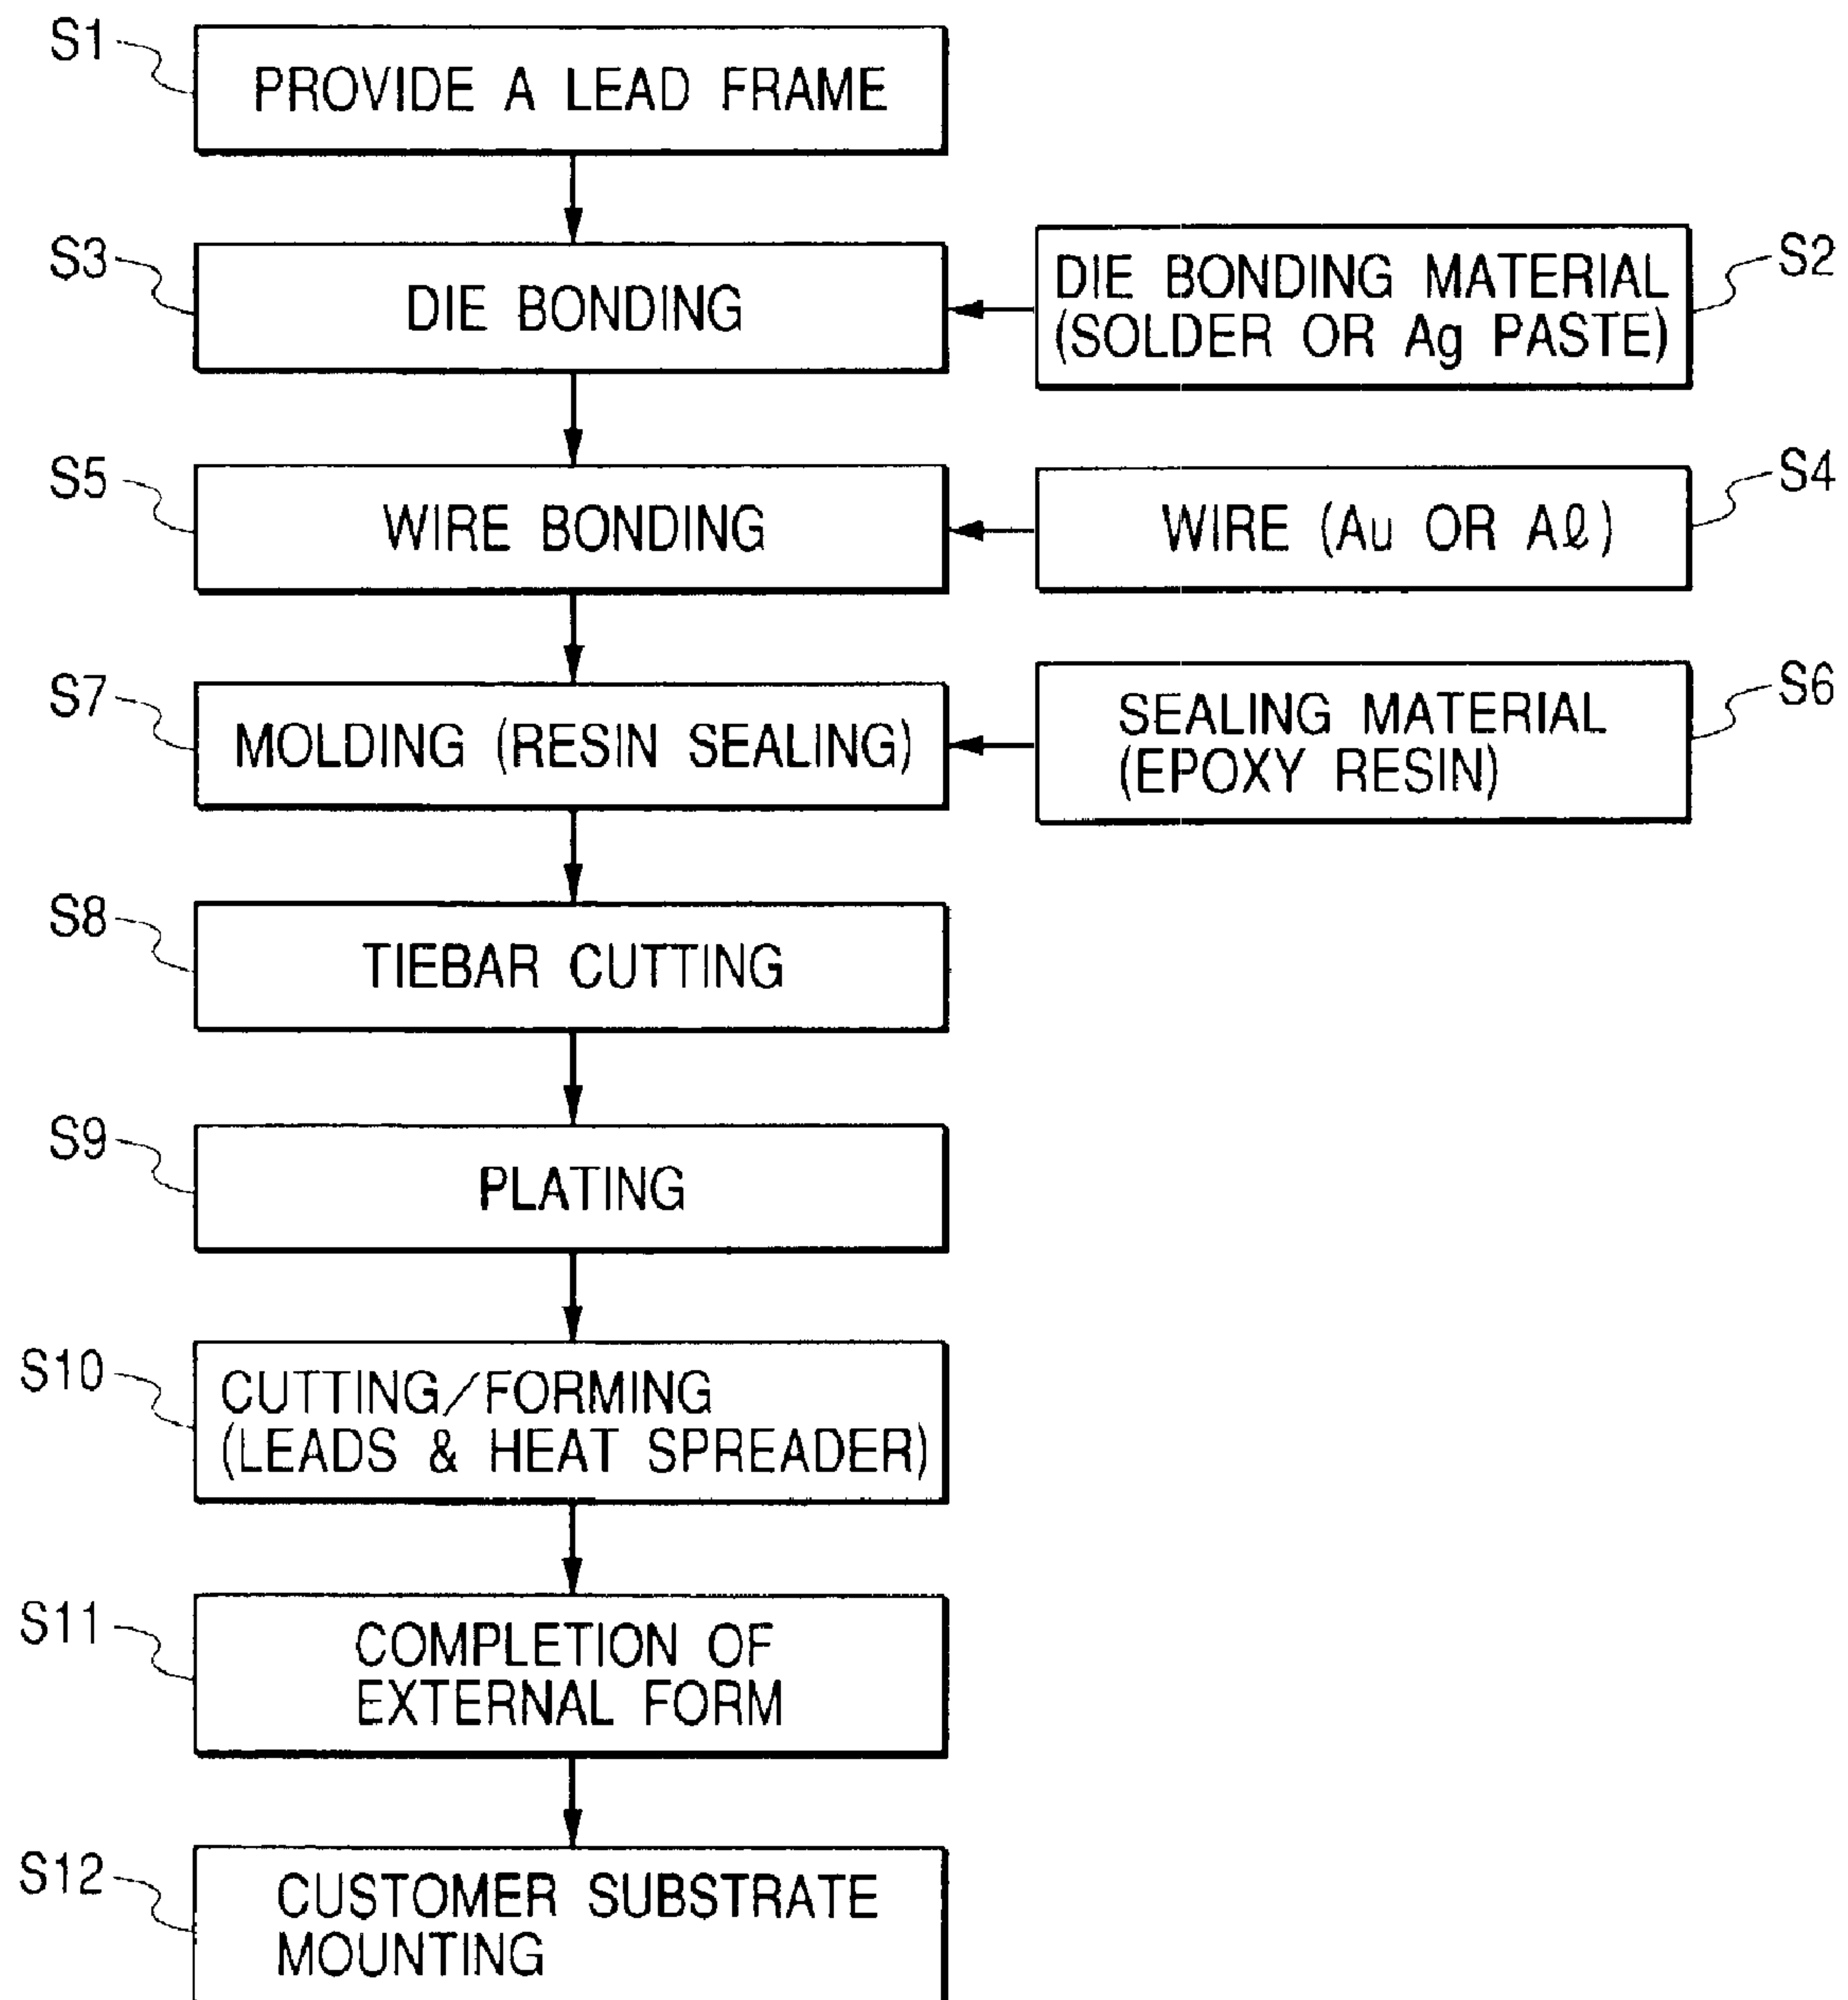 S1
PROVIDE A LEAD FRAME
S3
DIE BONDING
DIE BONDING MATERIAL
(SOLDER OR Ag PASTE)
S2
S5
WIRE BONDING
WIRE (Au OR Aℓ)
S4
S7
MOLDING (RESIN SEALING)
SEALING MATERIAL
(EPOXY RESIN)
S6
S8
TIEBAR CUTTING
S9
PLATING
S10
CUTTING/FORMING
(LEADS & HEAT SPREADER)
S11
COMPLETION OF
EXTERNAL FORM
S12
CUSTOMER SUBSTRATE
MOUNTING